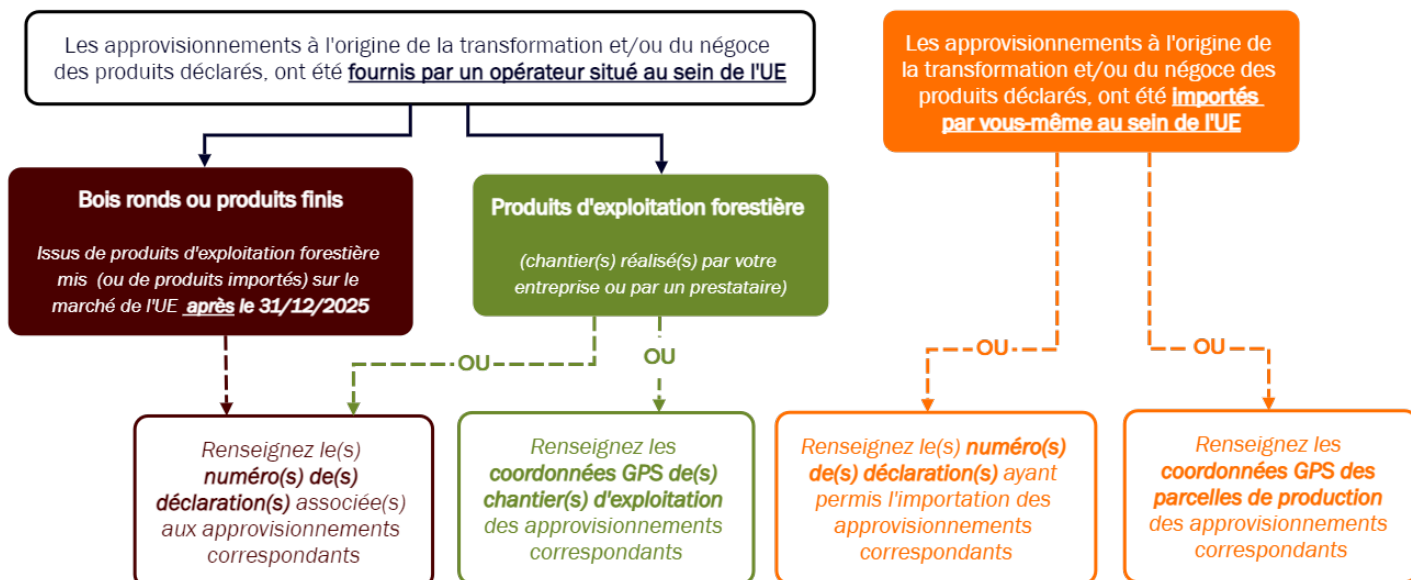 Les approvisionnements à l'origine de la transformation et/ou du négoce
des produits déclarés, ont été fournis par un opérateur situé au sein de l'UE
Les approvisionnements à l'origine de
la transformation et/ou du négoce des
produits déclarés, ont été importés
par vous-même au sein de l'UE
Bois ronds ou produits finis
Issus de produits d'exploitation forestière
mis (ou de produits importés) sur le
marché de l'UE après le 31/12/2025
Produits d'exploitation forestière
(chantier(s) réalisé(s) par votre
entreprise ou par un prestataire)
OU
OU
OU
OU
Renseignez le(s)
numéro(s) de(s)
déclaration(s) associée(s)
aux approvisionnements
correspondants
Renseignez les
coordonnées GPS de(s)
chantier(s) d'exploitation
des approvisionnements
correspondants
Renseignez le(s) numéro(s)
de(s) déclaration(s) ayant
permis l'importation des
approvisionnements
correspondants
Renseignez les
coordonnées GPS des
parcelles de production
des approvisionnements
correspondants